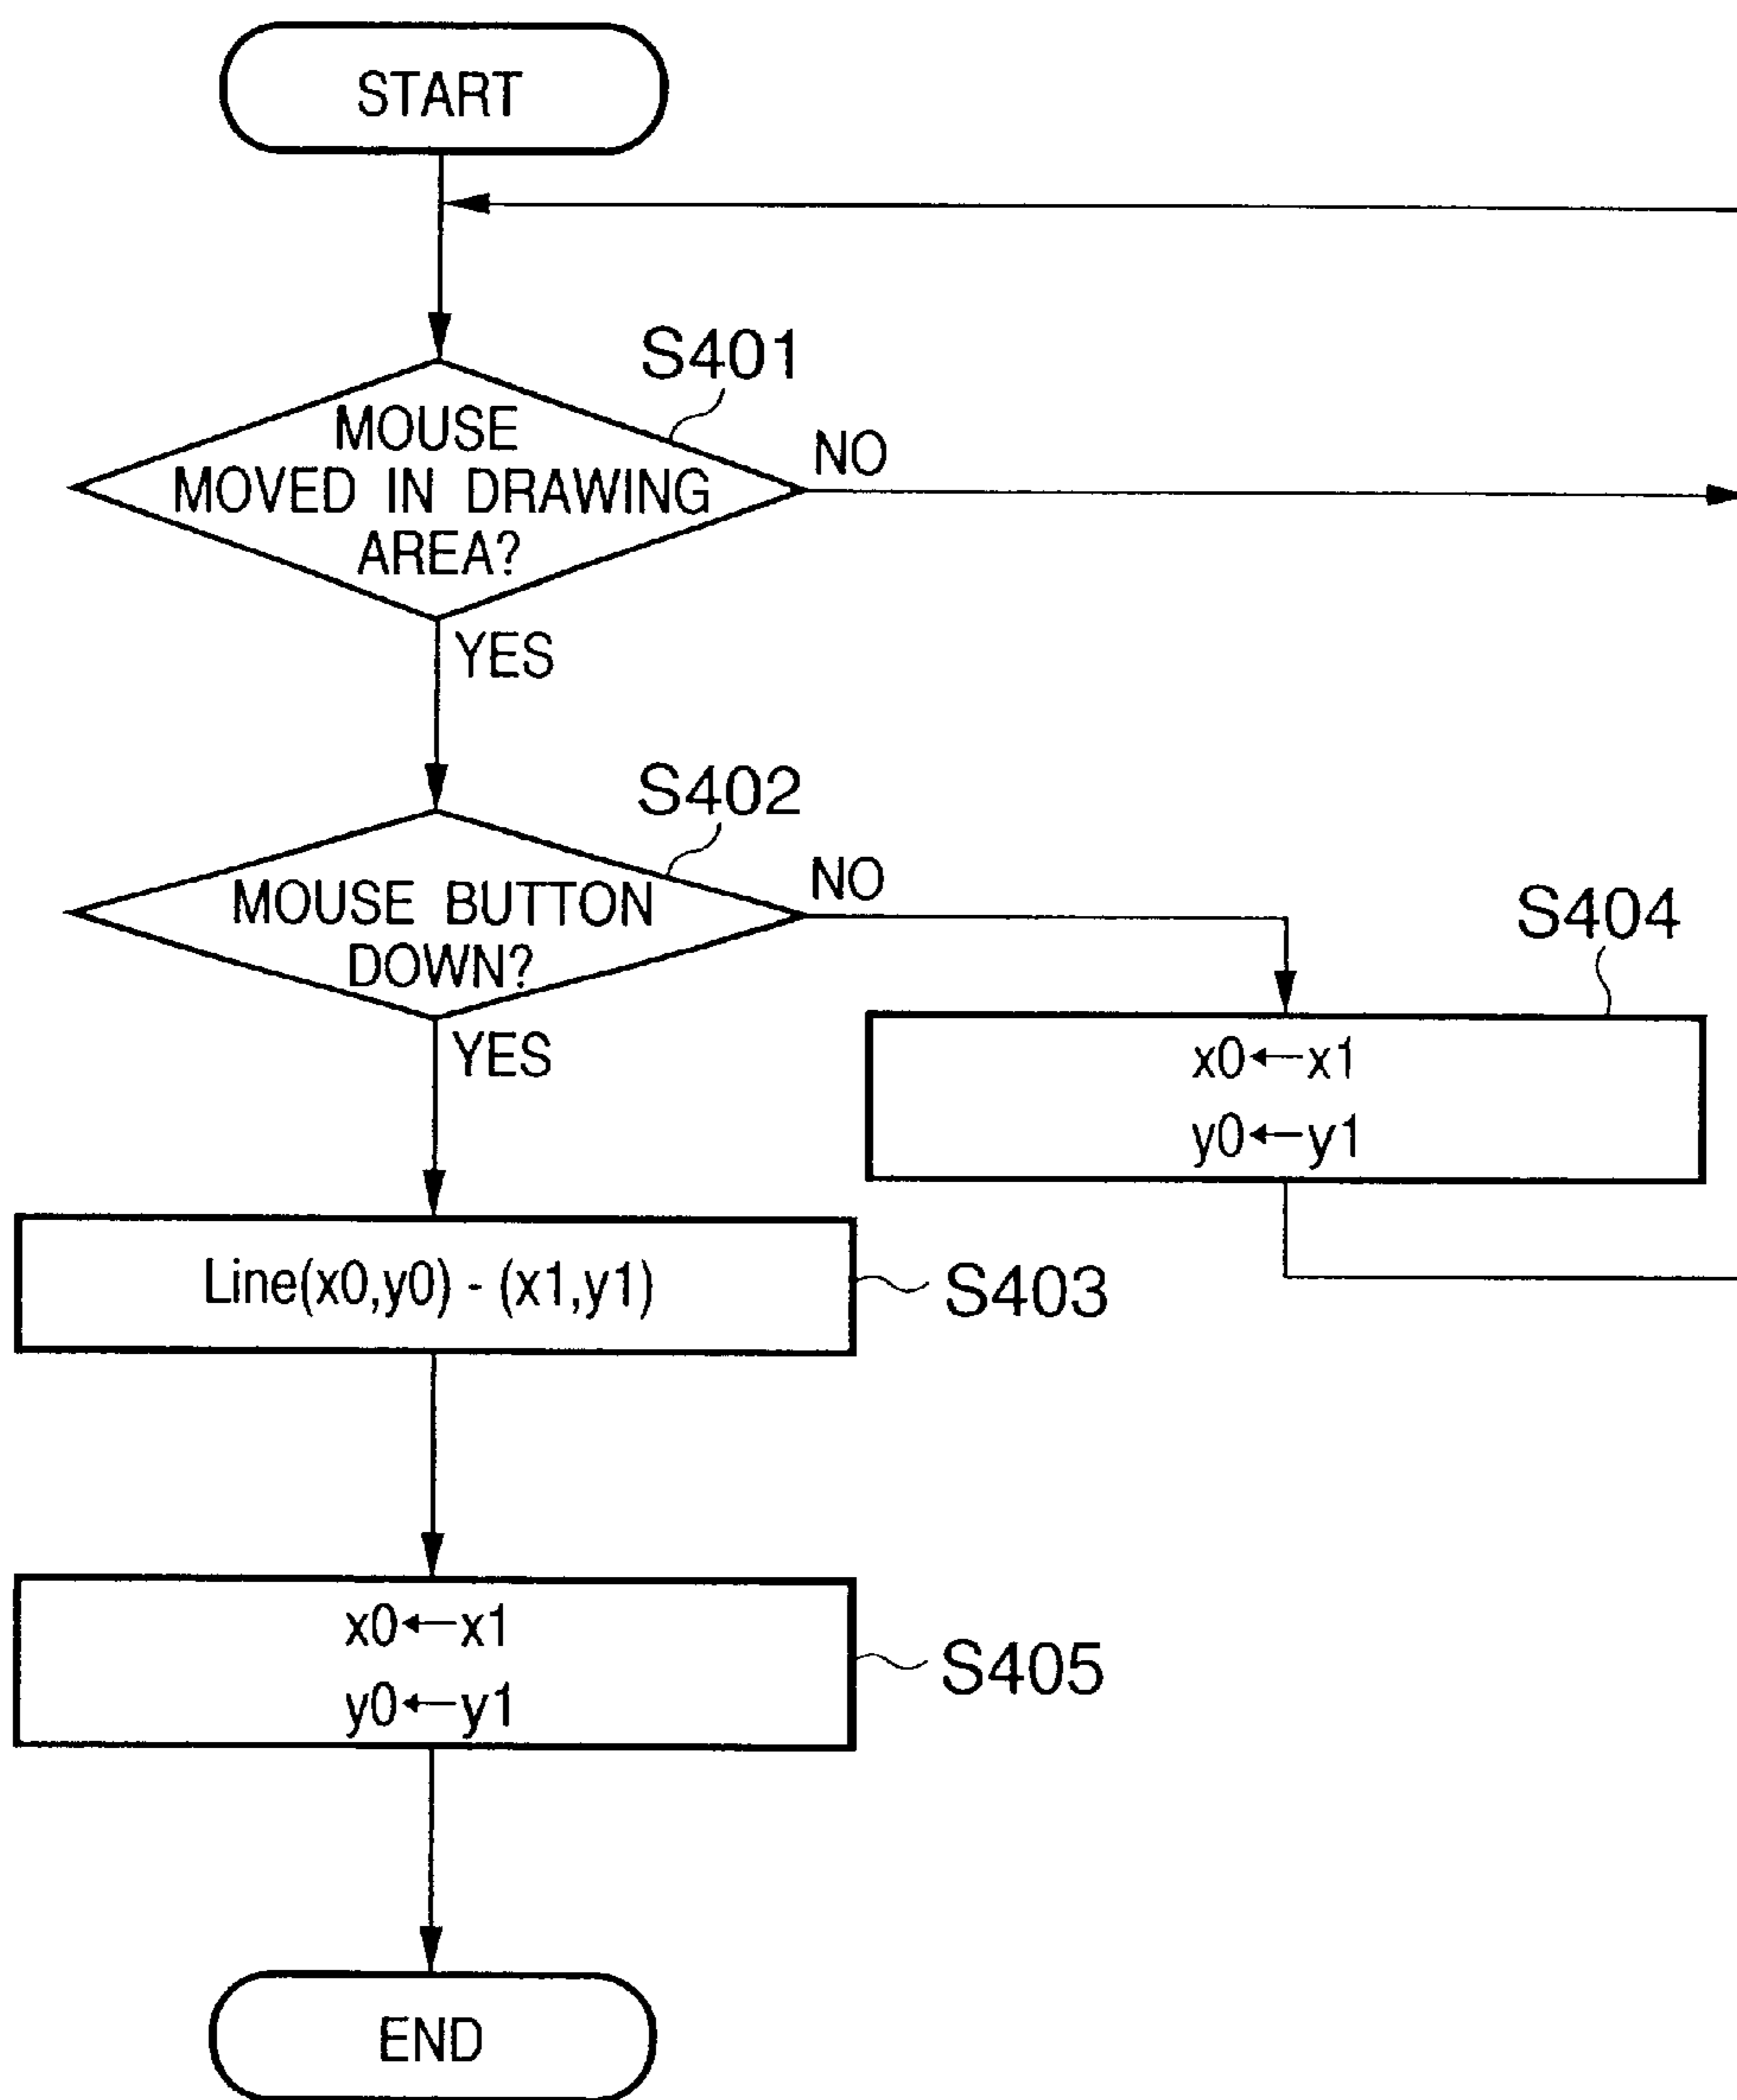 START
S401
MOUSE
MOVED IN DRAWING
AREA?
NO
YES
S402
MOUSE BUTTON
DOWN?
NO
YES
S404
x0←x1
y0←y1
Line(x0,y0) - (x1,y1)
S403
x0←x1
y0←y1
S405
END